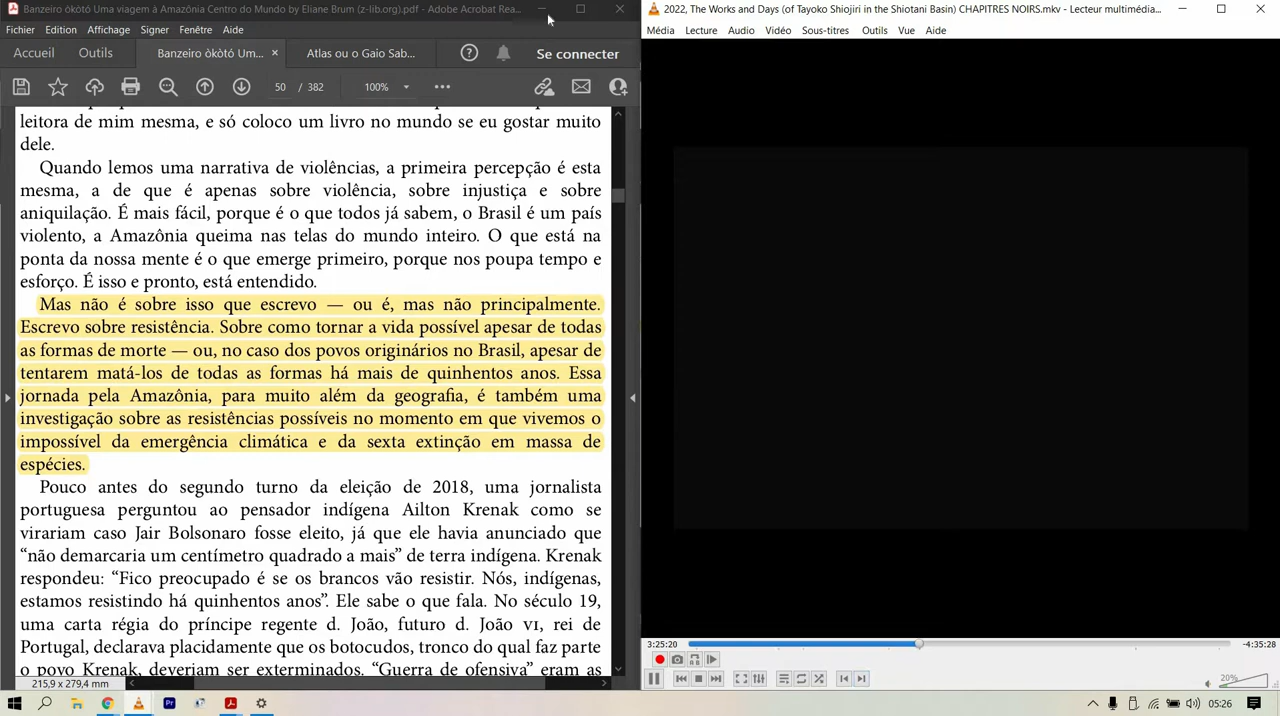 Banzeiro òkòtó Uma viagem à Amazônia Centro do Mundo by Eliane Brum (z-lib.org).pdf - Adobe Acrobat Rea...
Fichier Edition Affichage Signer Fenêtre Aide
Accueil Outils Banzeiro òkòtó Um... × Atlas ou o Gaio Sab... Se connecter
50 / 382 100%
leitora de mim mesma, e só coloco um livro no mundo se eu gostar muito
dele.
Quando lemos uma narrativa de violências, a primeira percepção é esta
mesma, a de que é apenas sobre violência, sobre injustiça e sobre
aniquilação. É mais fácil, porque é o que todos já sabem, o Brasil é um país
violento, a Amazônia queima nas telas do mundo inteiro. O que está na
ponta da nossa mente é o que emerge primeiro, porque nos poupa tempo e
esforço. É isso e pronto, está entendido.
Mas não é sobre isso que escrevo — ou é, mas não principalmente.
Escrevo sobre resistência. Sobre como tornar a vida possível apesar de todas
as formas de morte — ou, no caso dos povos originários no Brasil, apesar de
tentarem matá-los de todas as formas há mais de quinhentos anos. Essa
jornada pela Amazônia, para muito além da geografia, é também uma
investigação sobre as resistências possíveis no momento em que vivemos o
impossível da emergência climática e da sexta extinção em massa de
espécies.
Pouco antes do segundo turno da eleição de 2018, uma jornalista
portuguesa perguntou ao pensador indígena Ailton Krenak como se
virariam caso Jair Bolsonaro fosse eleito, já que ele havia anunciado que
“não demarcaria um centímetro quadrado a mais” de terra indígena. Krenak
respondeu: “Fico preocupado é se os brancos vão resistir. Nós, indígenas,
estamos resistindo há quinhentos anos”. Ele sabe o que fala. No século 19,
uma carta régia do príncipe regente d. João, futuro d. João VI, rei de
Portugal, declarava placidamente que os botocudos, tronco do qual faz parte
o povo Krenak, deveriam ser exterminados. “Guerra de ofensiva” eram as
215,9 x 279,4 mm
2022, The Works and Days (of Tayoko Shiojiri in the Shiotani Basin) CHAPITRES NOIRS.mkv - Lecteur multimédia...
Média Lecture Audio Vidéo Sous-titres Outils Vue Aide
3:25:20 -4:35:28
20%
Pr
05:26